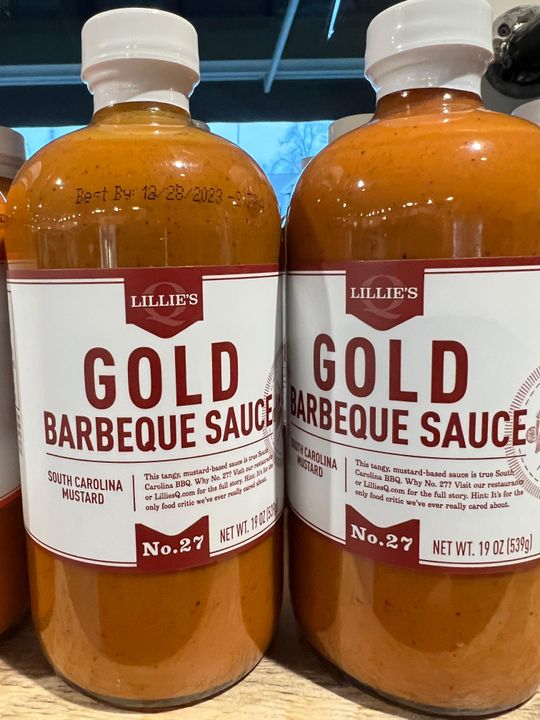 Best By: 12/28/2023
LILLIE'S
Q
GOLD
BARBEQUE SAUCE
SOUTH CAROLINA
MUSTARD
This tangy, mustard-based sauce is true South
Carolina BBQ. Why No. 27? Visit our restaurant
or LilliesQ.com for the full story. Hint: It's for the
only food critic we've ever really cared about.
No.27
NET WT. 19 OZ (539g
LILLIE'S
Q
GOLD
BARBEQUE SAUCE
SOUTH CAROLINA
MUSTARD
This tangy, mustard-based sauce is true South
Carolina BBQ. Why No. 27? Visit our restaurant
or LilliesQ.com for the full story. Hint: It's for the
only food critic we've ever really cared about.
No.27
NET WT. 19 OZ (539g)